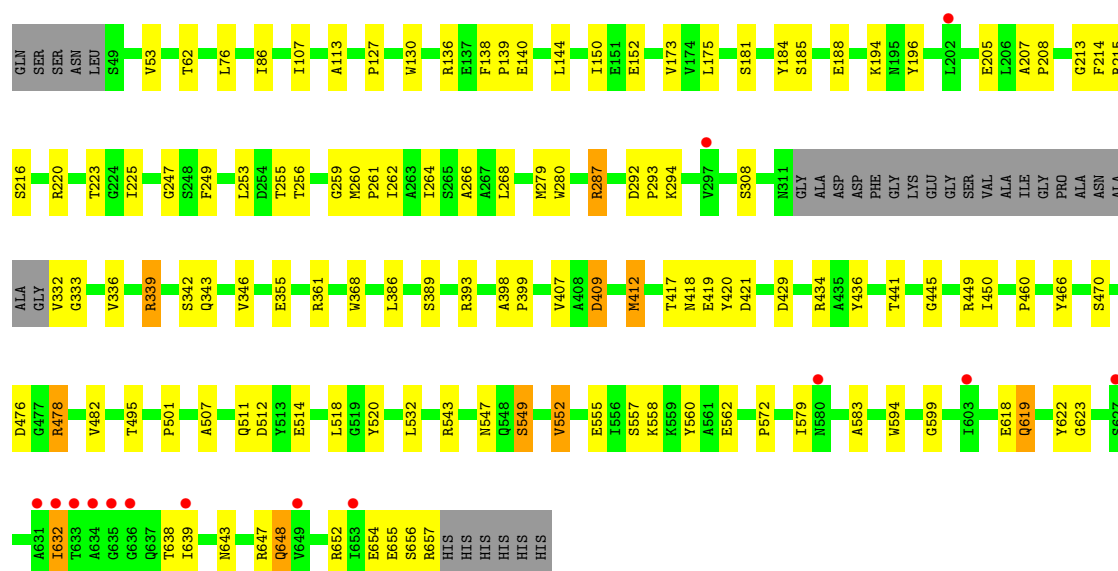 GLN SER SER ASN LEU S49 V53 T62 L76 I86 I107 A113 P127 W130 R136 E137 F138 P139 E140 L144 I150 E151 E152 V173 V174 L175 S181 Y184 S185 E188 K194 N195 Y196 L202 E205 L206 A207 P208 G213 F214 P215
S216 R220 T223 G224 I225 G247 S248 F249 L253 D254 T255 T256 G259 M260 P261 I262 A263 I264 S265 A266 A267 L268 M279 W280 R287 D292 P293 K294 V297 S308 N311 GLY ALA ASP ASP PHE GLY LYS GLU GLY SER VAL ALA ILE GLY PRO ALA ASN ALA
ALA GLY V332 G333 V336 R339 S342 Q343 V346 E355 R361 W368 L386 S389 R393 A398 P399 V407 A408 D409 M412 T417 N418 E419 Y420 D421 D429 R434 A435 Y436 T441 G445 R449 I450 P460 Y466 S470
D476 G477 R478 V482 T495 P501 A507 Q511 D512 Y513 E514 L518 G519 Y520 L532 R543 N547 Q548 S549 V552 E555 I556 S557 K558 K559 Y560 A561 E562 P572 I579 N580 A583 W594 G599 I603 E618 Q619 Y622 G623 S627
A631 I632 T633 A634 G635 G636 Q637 T638 I639 N643 R647 Q648 V649 R652 I653 E654 E655 S656 R657 HIS HIS HIS HIS HIS HIS